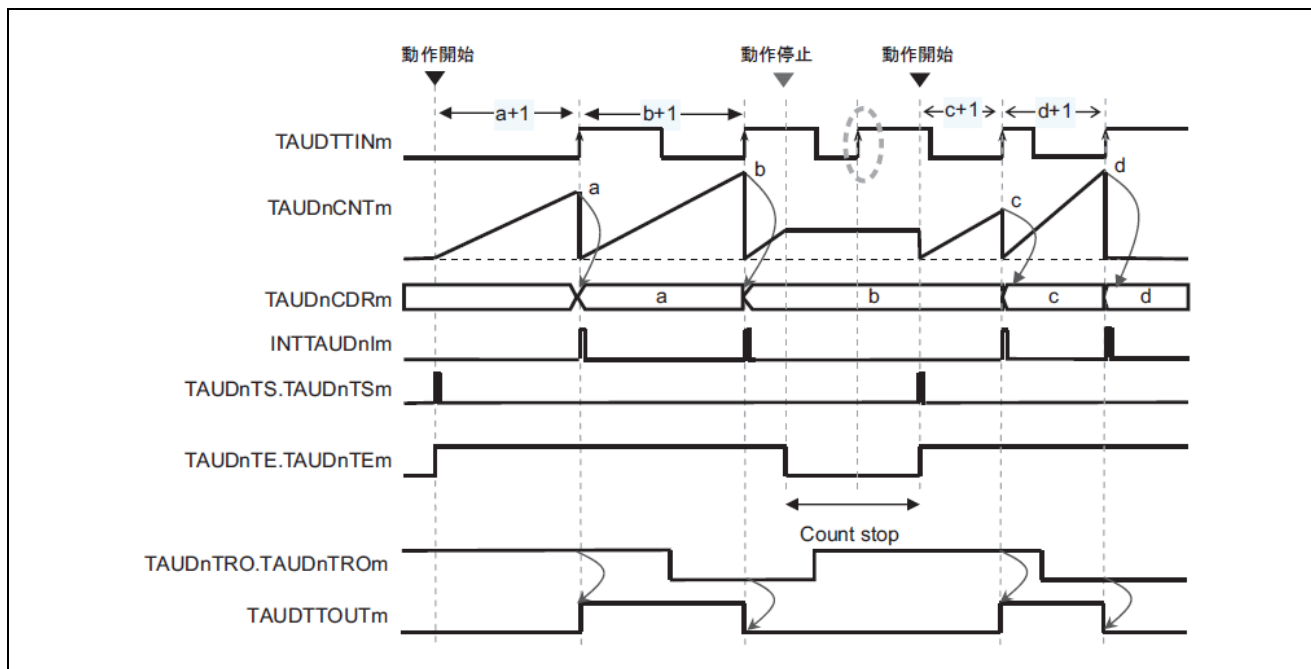 動作開始 動作停止 動作開始
a+1 b+1 c+1 d+1
TAUDTTINm
a b c d
TAUDnCNTm
TAUDnCDRm a b c d
INTTAUDnIm
TAUDnTS.TAUDnTSm
TAUDnTE.TAUDnTEm
Count stop
TAUDnTRO.TAUDnTROm
TAUDTTOUTm